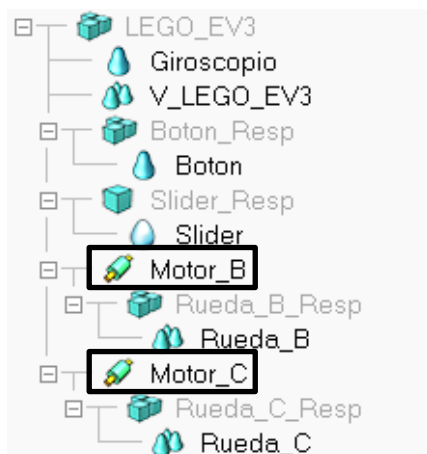 LEGO_EV3
Giroscopio
V_LEGO_EV3
Boton_Resp
Boton
Slider_Resp
Slider
Motor_B
Rueda_B_Resp
Rueda_B
Motor_C
Rueda_C_Resp
Rueda_C